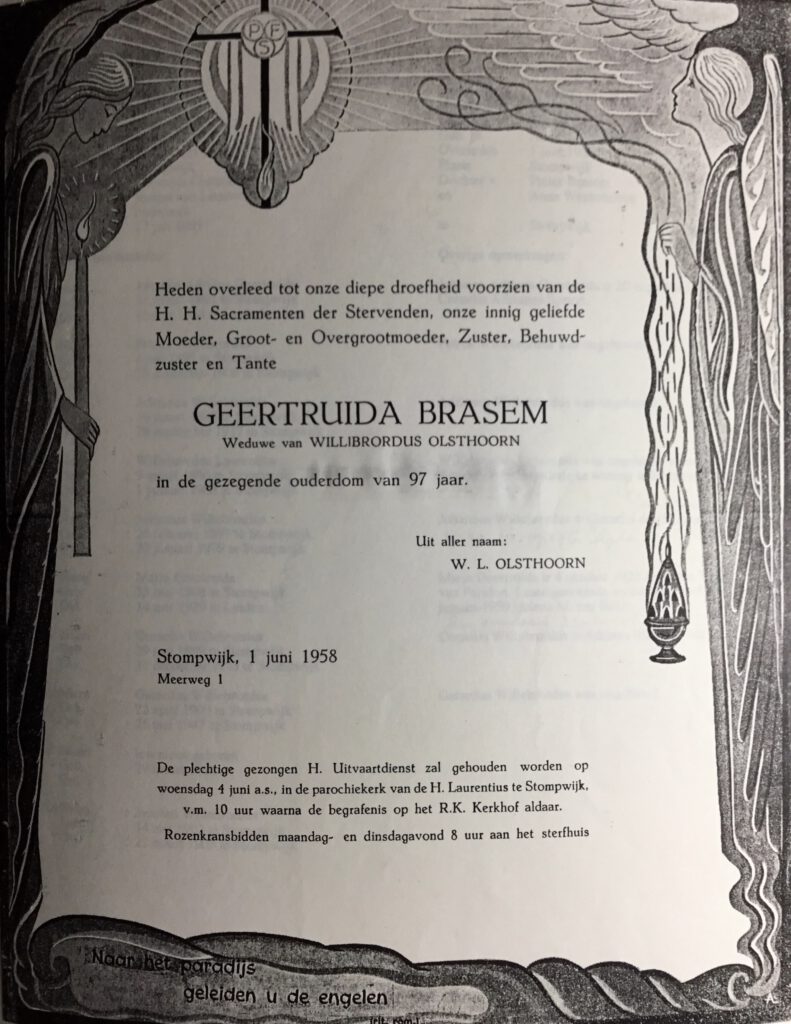 P F
S
Heden overleed tot onze diepe droefheid voorzien van de
H. H. Sacramenten der Stervenden, onze innig geliefde
Moeder, Groot- en Overgrootmoeder, Zuster, Behuwd-
zuster en Tante
GEERTRUIDA BRASEM
Weduwe van WILLIBRORDUS OLSTHOORN
in de gezegende ouderdom van 97 jaar.
Uit aller naam:
W. L. OLSTHOORN
Stompwijk, 1 juni 1958
Meerweg 1
De plechtige gezongen H. Uitvaartdienst zal gehouden worden op
woensdag 4 juni a.s., in de parochiekerk van de H. Laurentius te Stompwijk,
v.m. 10 uur waarna de begrafenis op het R.K. Kerkhof aldaar.
Rozenkransbidden maandag- en dinsdagavond 8 uur aan het sterfhuis
Naar het paradijs
geleiden u de engelen